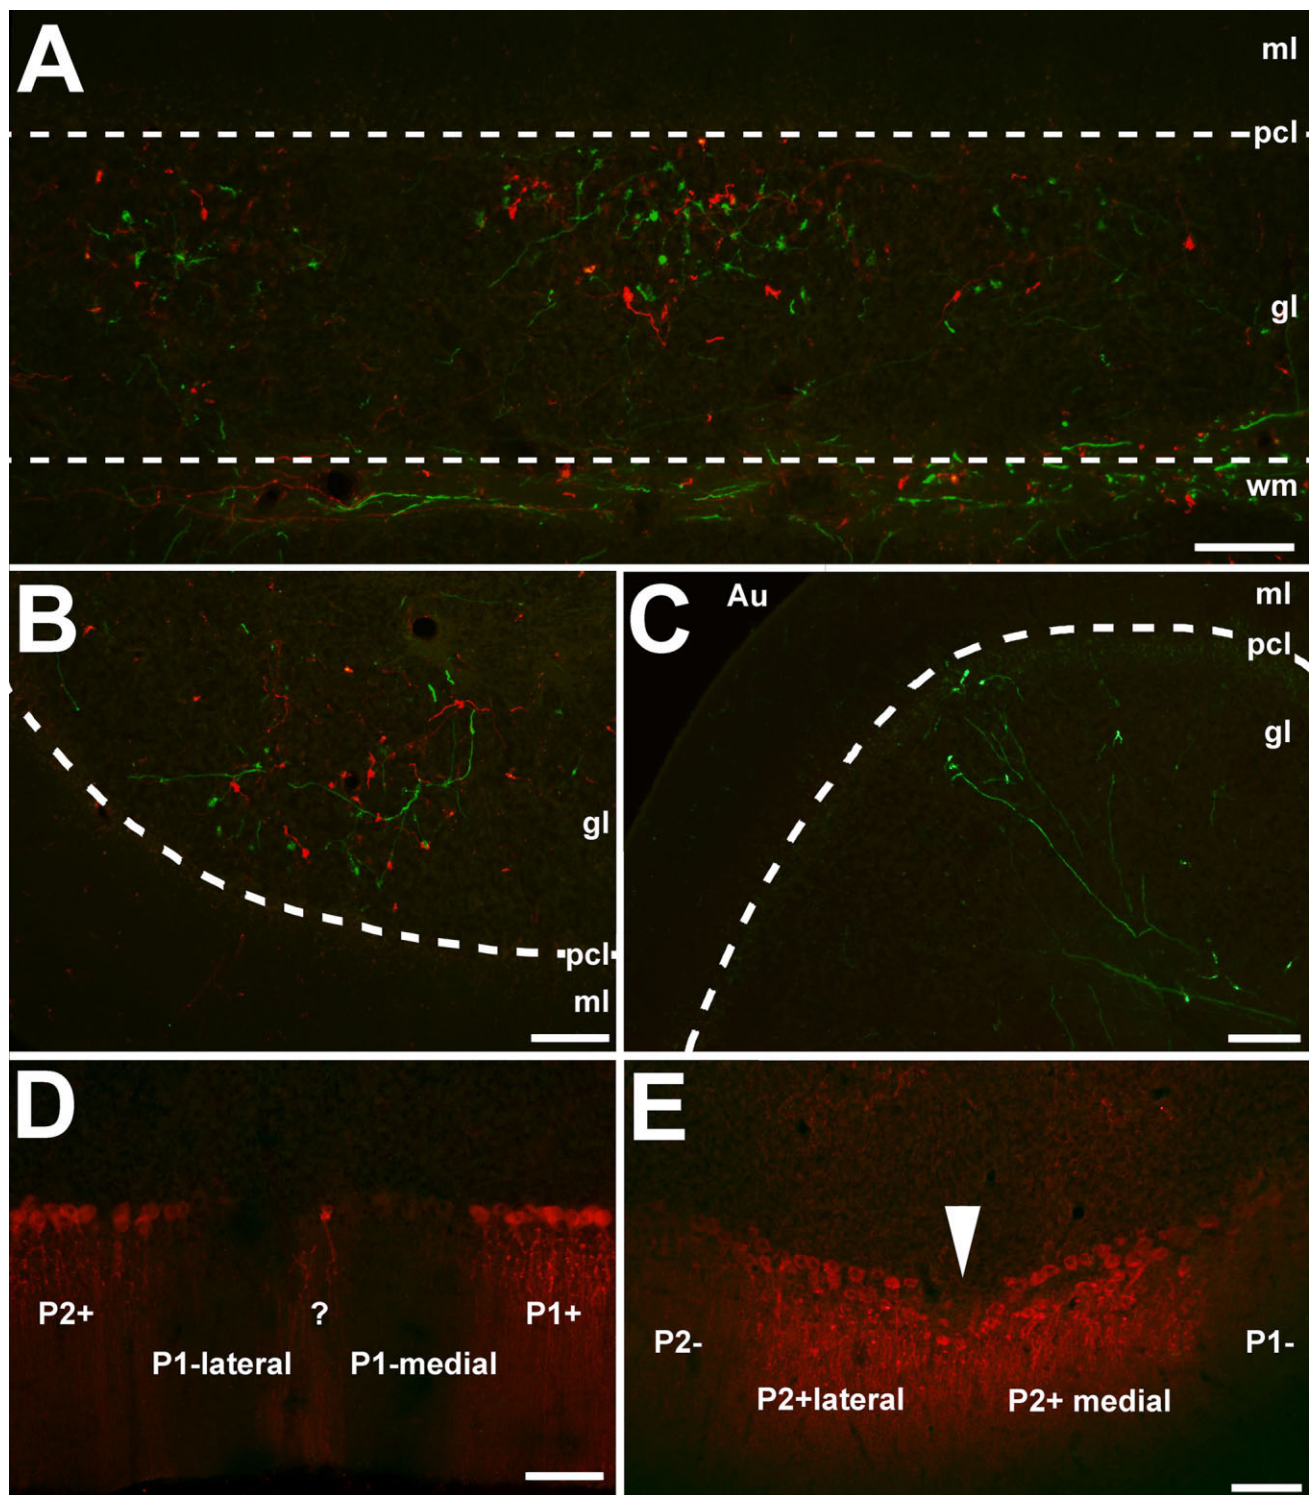 A
ml
pcl
gl
wm
B
gl
pcl
ml
C
Au
ml
pcl
gl
D
P2+
?
P1+
P1-lateral
P1-medial
E
P2-
P1-
P2+lateral
P2+ medial